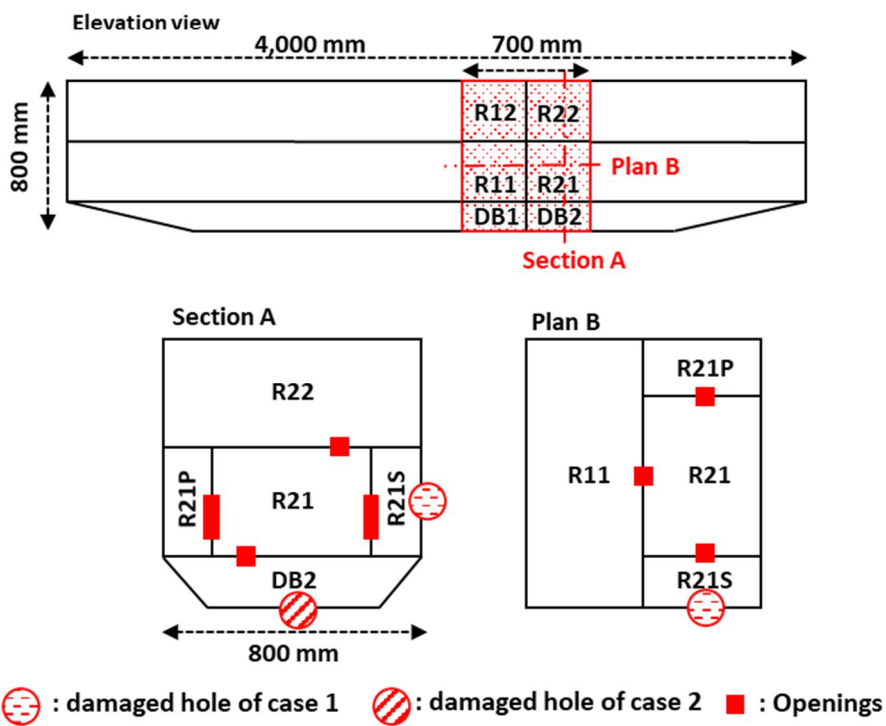 Elevation view
4,000 mm
700 mm
800 mm
R12
R22
Plan B
R11
R21
DB1
DB2
Section A
Section A
Plan B
R22
R21P
R21
R21S
DB2
800 mm
R21P
R11
R21
R21S
: damaged hole of case 1
: damaged hole of case 2
: Openings